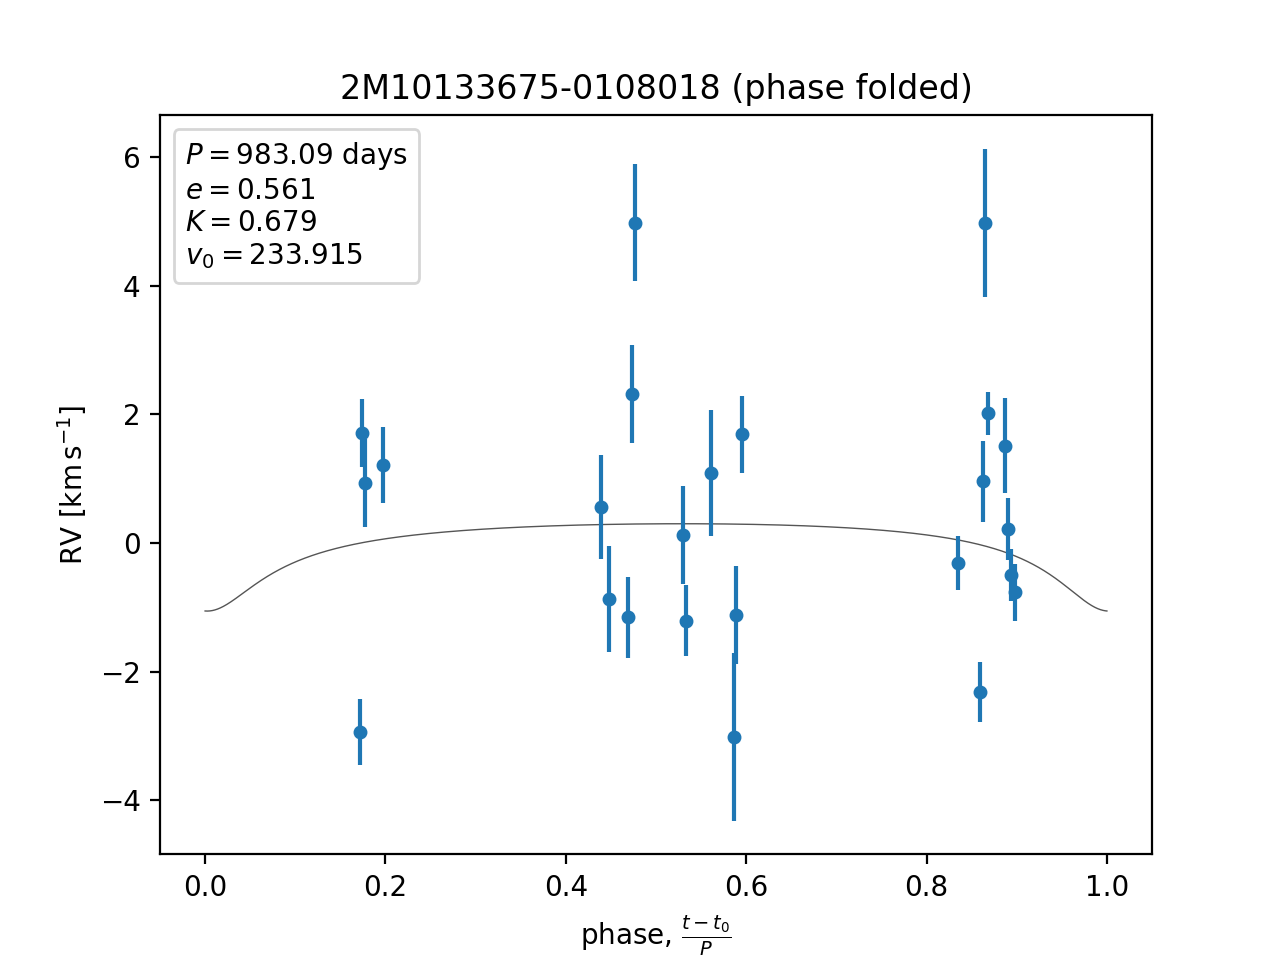 2M10133675-0108018 (phase folded)
P = 983.09 days
e = 0.561
K = 0.679
v₀ = 233.915
6
4
2
0
−2
−4
RV [km s⁻¹]
0.0 0.2 0.4 0.6 0.8 1.0
phase, (t − t₀)/P